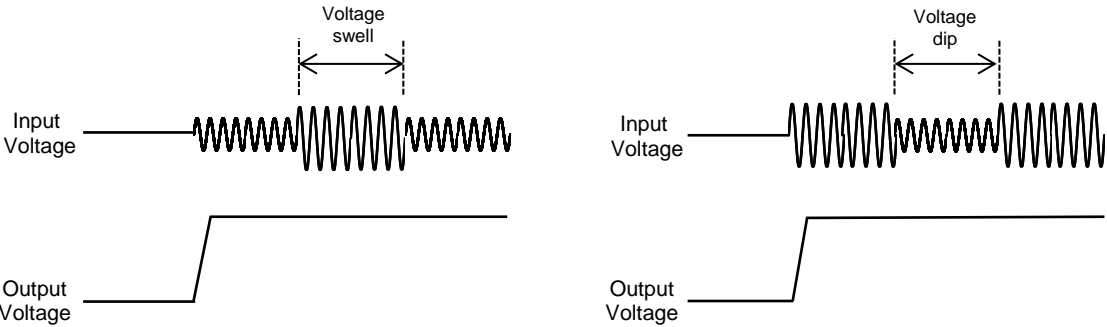 Voltage
swell
Input
Voltage
Output
Voltage
Voltage
dip
Input
Voltage
Output
Voltage